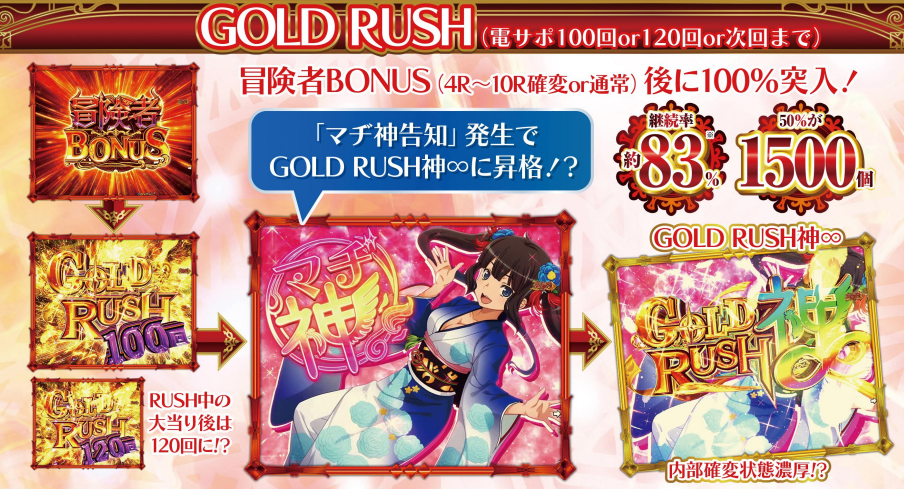 GOLD RUSH(電サポ100回or120回or次回まで)
冒険者BONUS(4R〜10R確変or通常)後に100%突入!
冒険者
BONUS
「マヂ神告知」発生で
GOLD RUSH神∞に昇格!?
継続率
約83%※
50%が
1500個
GOLD
RUSH
100回
GOLD
RUSH
120回
RUSH中の
大当り後は
120回に!?
マヂ
神
GOLD RUSH神∞
GOLD
RUSH
神∞
内部確変状態濃厚!?